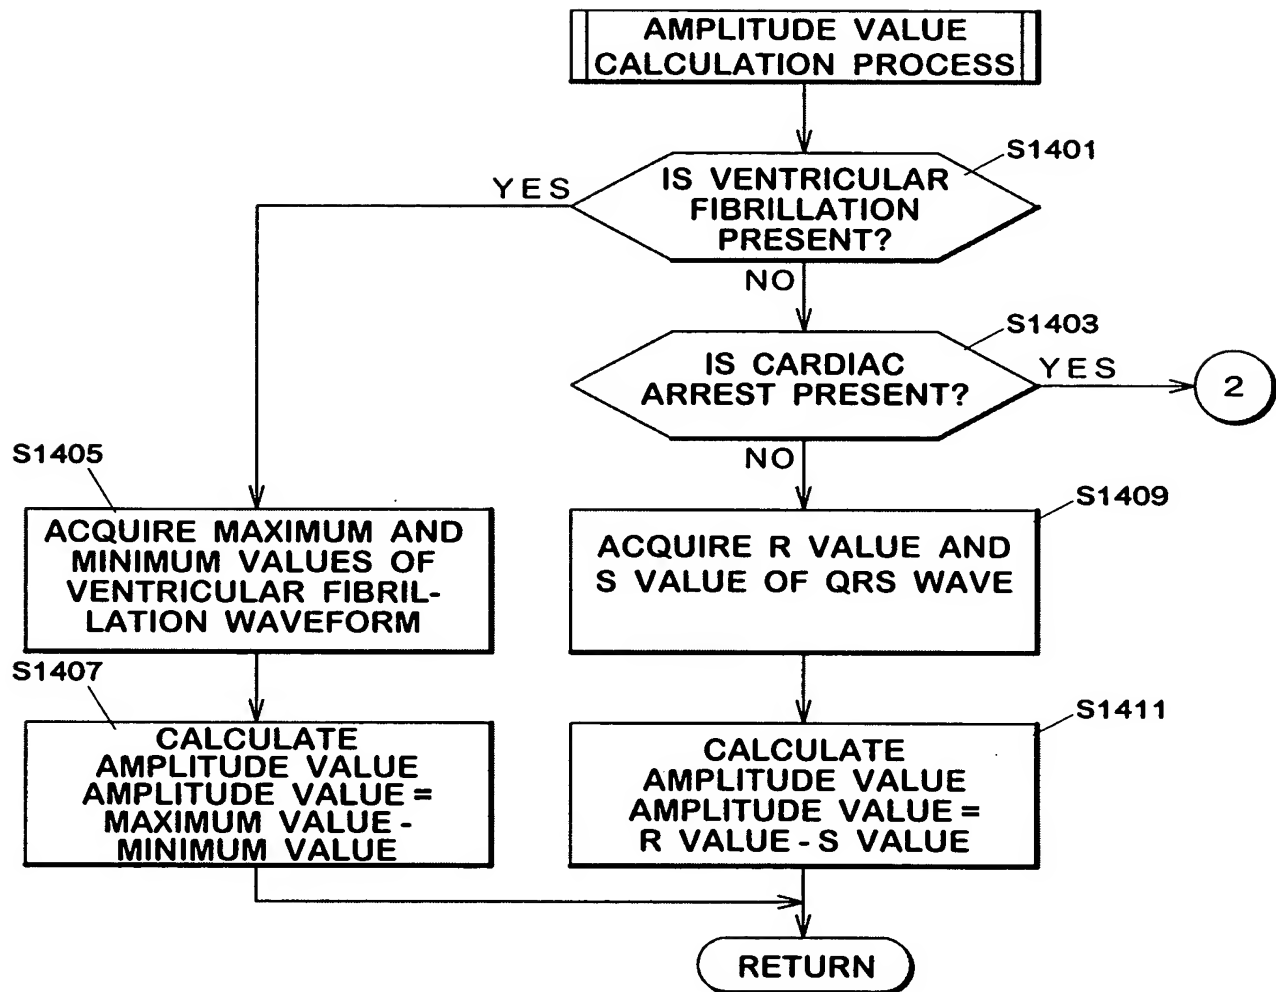 AMPLITUDE VALUE
CALCULATION PROCESS
S1401
YES
IS VENTRICULAR
FIBRILLATION
PRESENT?
NO
S1403
IS CARDIAC
ARREST PRESENT?
YES
2
NO
S1405
ACQUIRE MAXIMUM AND
MINIMUM VALUES OF
VENTRICULAR FIBRIL-
LATION WAVEFORM
S1409
ACQUIRE R VALUE AND
S VALUE OF QRS WAVE
S1407
CALCULATE
AMPLITUDE VALUE
AMPLITUDE VALUE =
MAXIMUM VALUE -
MINIMUM VALUE
S1411
CALCULATE
AMPLITUDE VALUE
AMPLITUDE VALUE =
R VALUE - S VALUE
RETURN